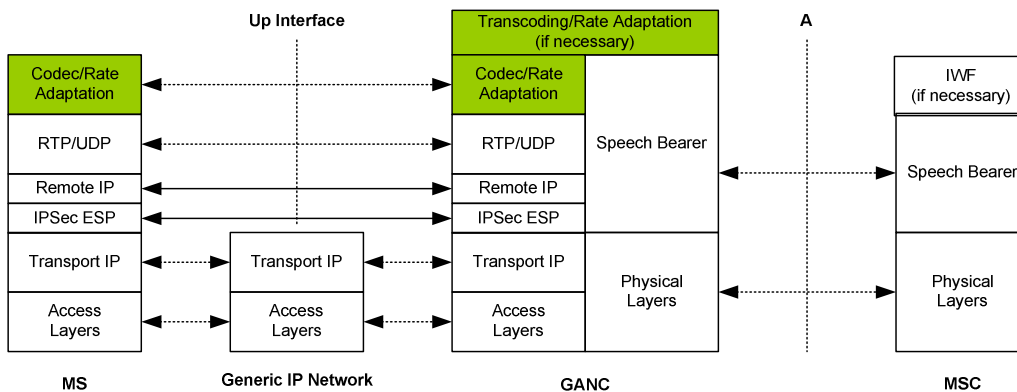 Up Interface
Transcoding/Rate Adaptation
(if necessary)
A
Codec/Rate
Adaptation
Codec/Rate
Adaptation
IWF
(if necessary)
RTP/UDP
RTP/UDP
Speech Bearer
Speech Bearer
Remote IP
Remote IP
IPSec ESP
IPSec ESP
Transport IP
Transport IP
Transport IP
Physical
Layers
Physical
Layers
Access
Layers
Access
Layers
Access
Layers
MS
Generic IP Network
GANC
MSC